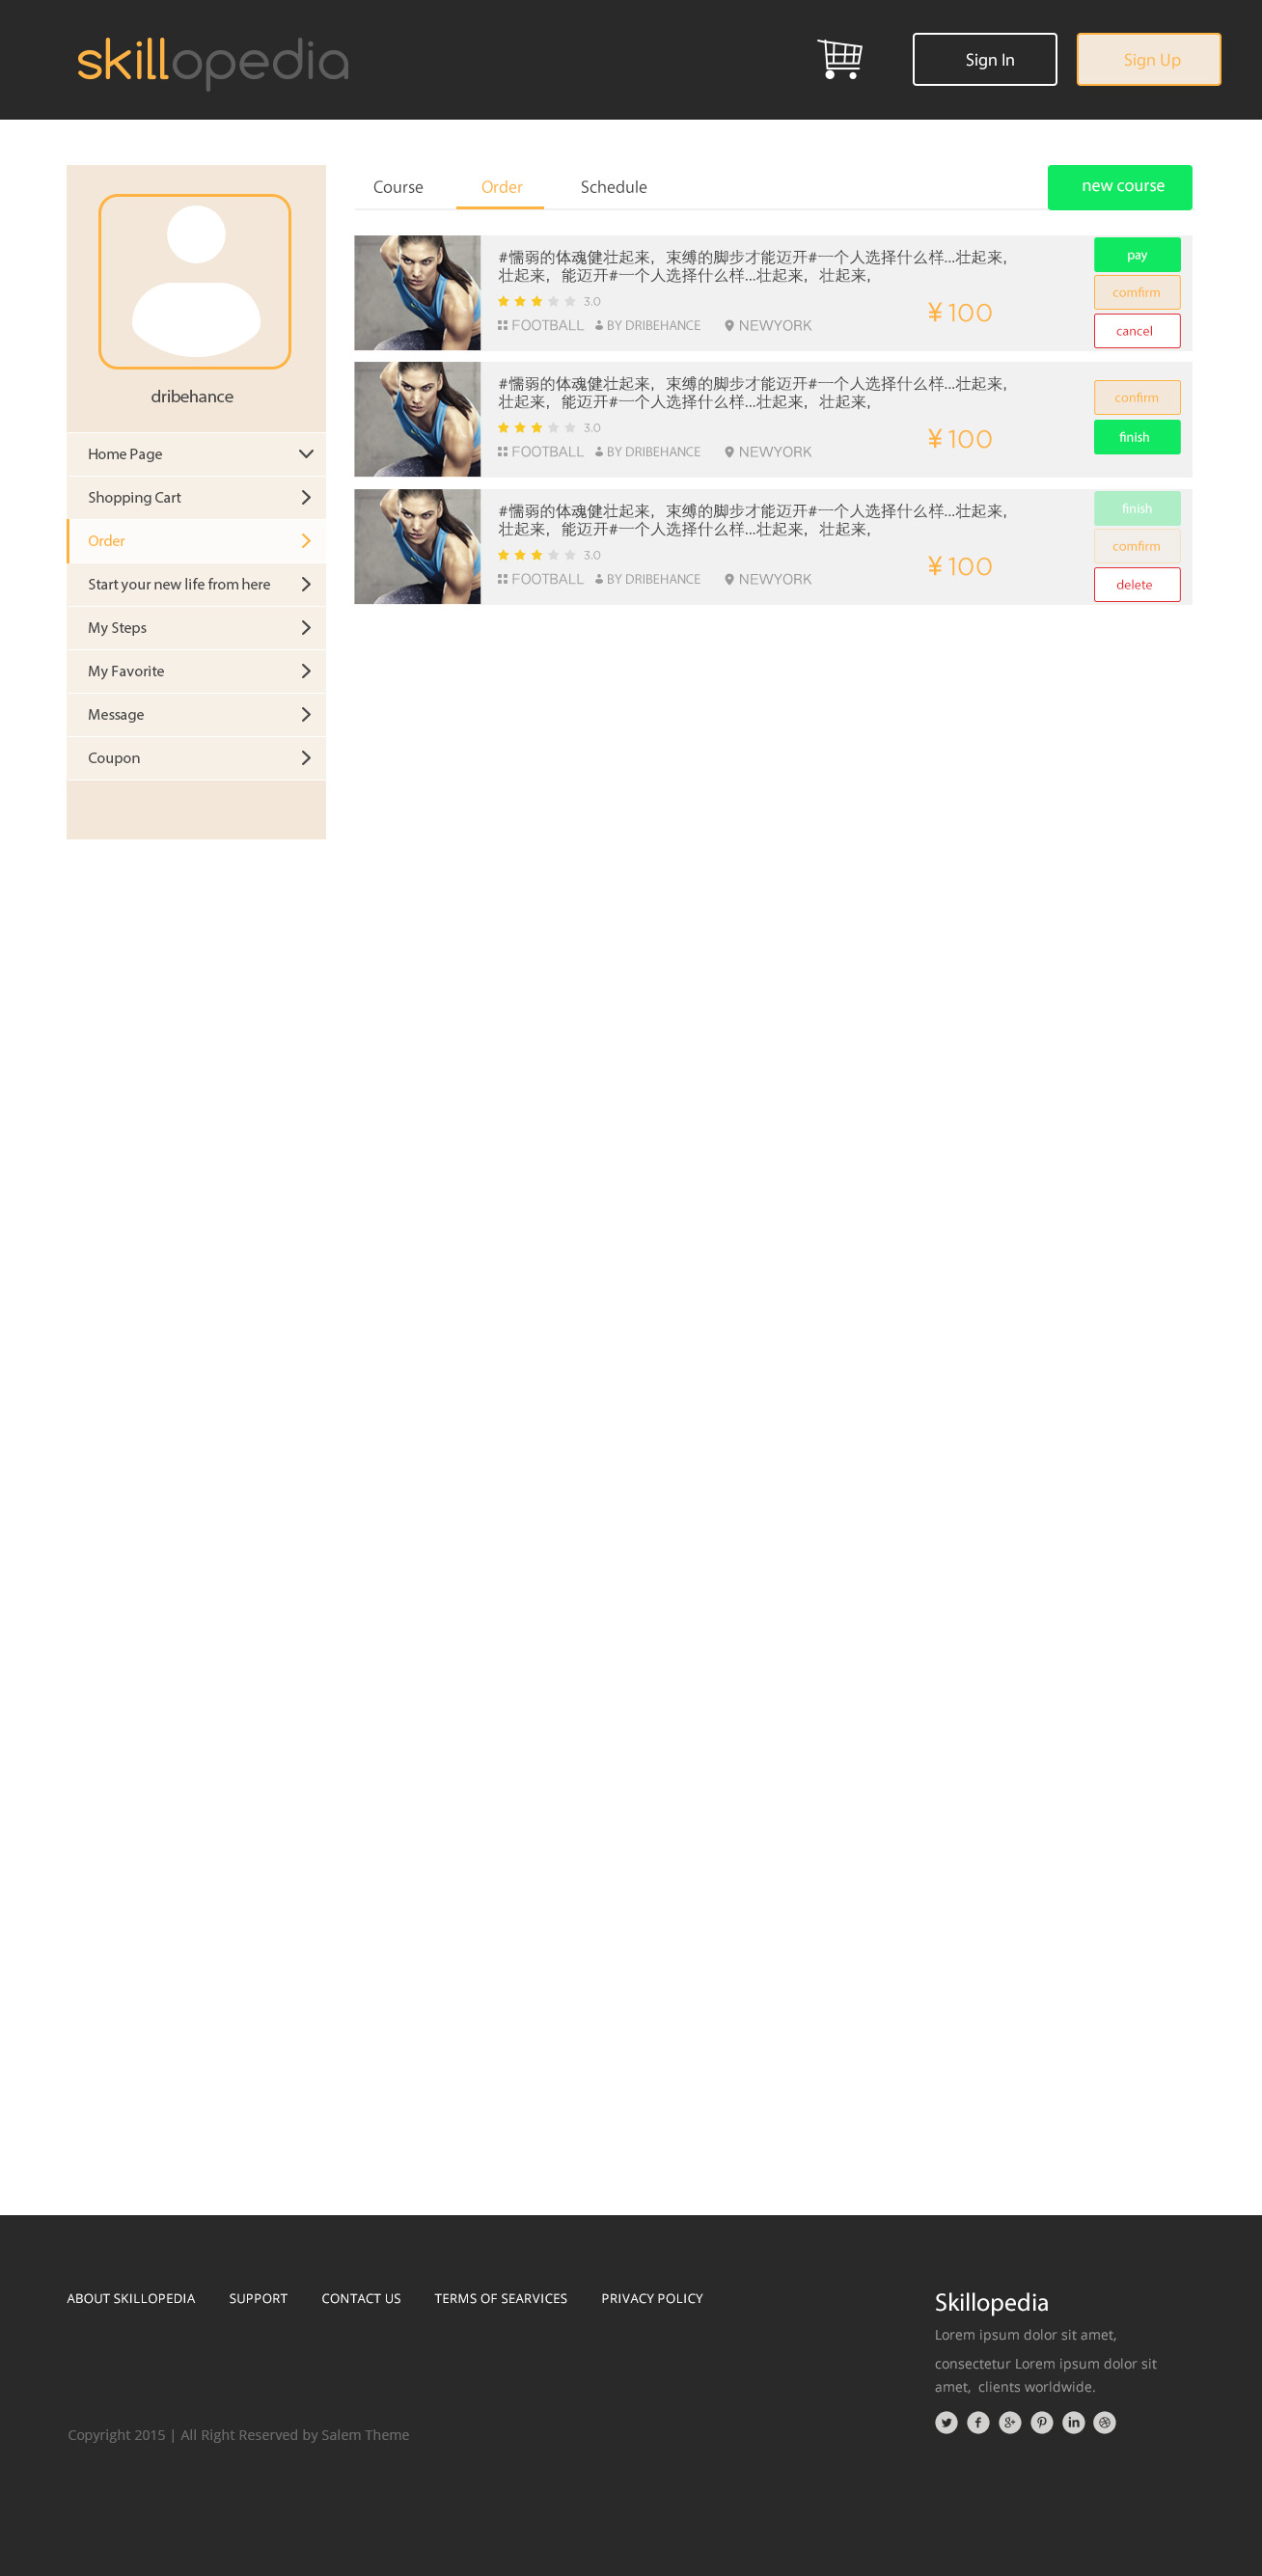 skillopedia
Sign In
Sign Up
Course
Order
Schedule
new course
dribehance
Home Page
Shopping Cart
Order
Start your new life from here
My Steps
My Favorite
Message
Coupon
#懦弱的体魂健壮起来，束缚的脚步才能迈开#一个人选择什么样...壮起来，
壮起来，能迈开#一个人选择什么样...壮起来，壮起来，
3.0
FOOTBALL BY DRIBEHANCE NEWYORK
¥ 100
pay
comfirm
cancel
#懦弱的体魂健壮起来，束缚的脚步才能迈开#一个人选择什么样...壮起来，
壮起来，能迈开#一个人选择什么样...壮起来，壮起来，
3.0
FOOTBALL BY DRIBEHANCE NEWYORK
¥ 100
confirm
finish
#懦弱的体魂健壮起来，束缚的脚步才能迈开#一个人选择什么样...壮起来，
壮起来，能迈开#一个人选择什么样...壮起来，壮起来，
3.0
FOOTBALL BY DRIBEHANCE NEWYORK
¥ 100
finish
comfirm
delete
ABOUT SKILLOPEDIA SUPPORT CONTACT US TERMS OF SEARVICES PRIVACY POLICY
Skillopedia
Lorem ipsum dolor sit amet,
consectetur Lorem ipsum dolor sit
amet, clients worldwide.
Copyright 2015 | All Right Reserved by Salem Theme